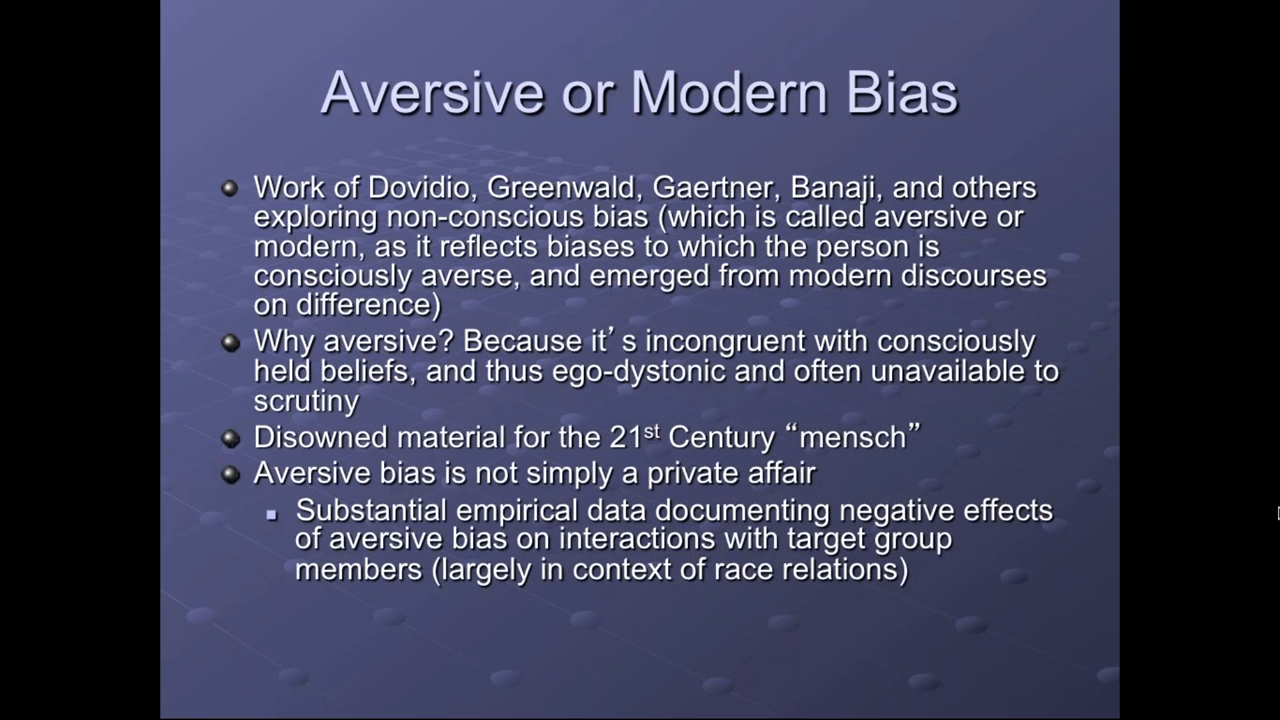 Aversive or Modern Bias
Work of Dovidio, Greenwald, Gaertner, Banaji, and others
exploring non-conscious bias (which is called aversive or
modern, as it reflects biases to which the person is
consciously averse, and emerged from modern discourses
on difference)
Why aversive? Because it’s incongruent with consciously
held beliefs, and thus ego-dystonic and often unavailable to
scrutiny
Disowned material for the 21st Century “mensch”
Aversive bias is not simply a private affair
Substantial empirical data documenting negative effects
of aversive bias on interactions with target group
members (largely in context of race relations)